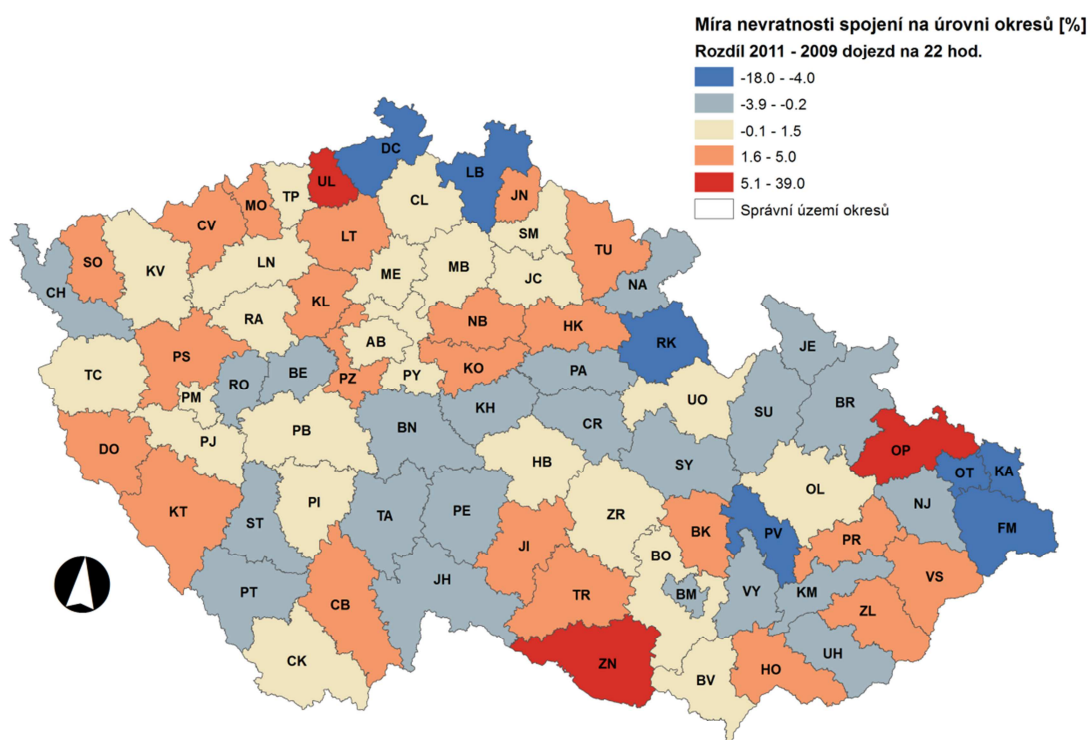 Míra nevratnosti spojení na úrovni okresů [%]
Rozdíl 2011 - 2009 dojezd na 22 hod.
-18.0 - -4.0
-3.9 - -0.2
-0.1 - 1.5
1.6 - 5.0
5.1 - 39.0
Správní území okresů
DC
LB
UL
TP
MO
JN
CL
CV
SM
LT
TU
SO
LN
KV
ME
MB
JC
NA
CH
KL
RA
NB
HK
AB
RK
JE
PS
BE
PZ
PY
KO
PA
TC
RO
PM
UO
SU
BR
PJ
PB
BN
KH
CR
DO
OP
HB
SY
OT
KA
OL
PI
KT
ST
TA
PE
ZR
NJ
FM
BK
PV
PR
JI
BO
VS
JH
PT
CB
TR
BM
VY
KM
ZL
UH
CK
ZN
BV
HO